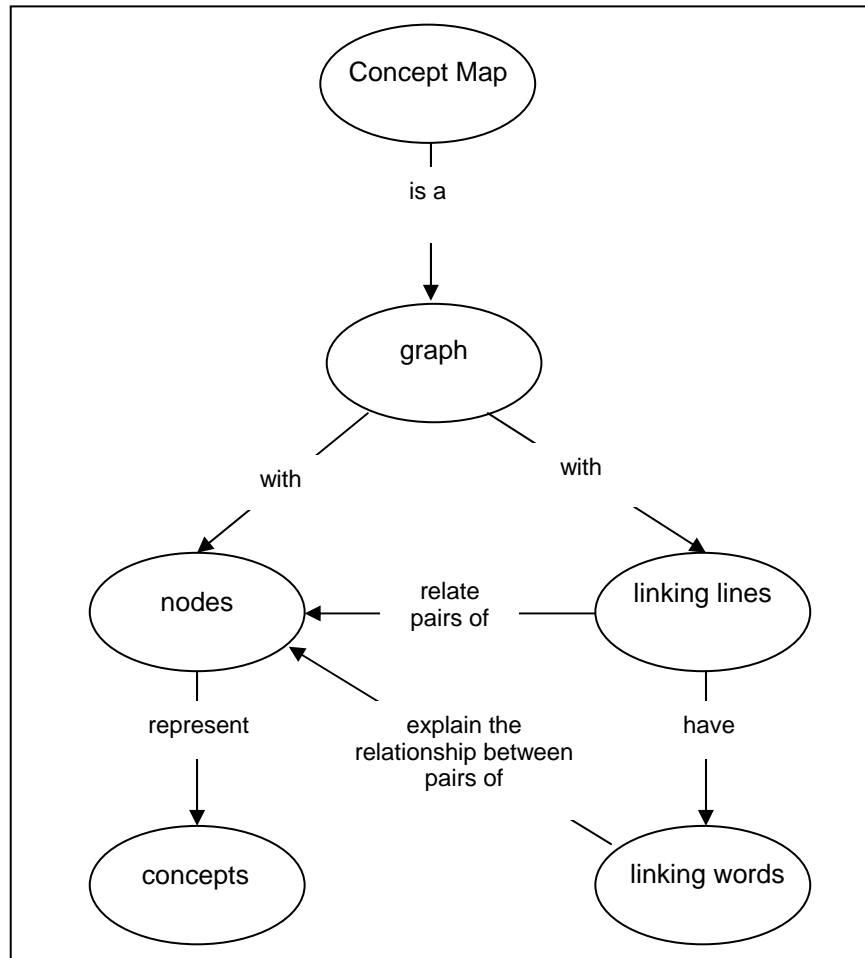 Concept Map
is a
graph
with
with
nodes
relate
pairs of
linking lines
represent
explain the
relationship between
pairs of
have
concepts
linking words